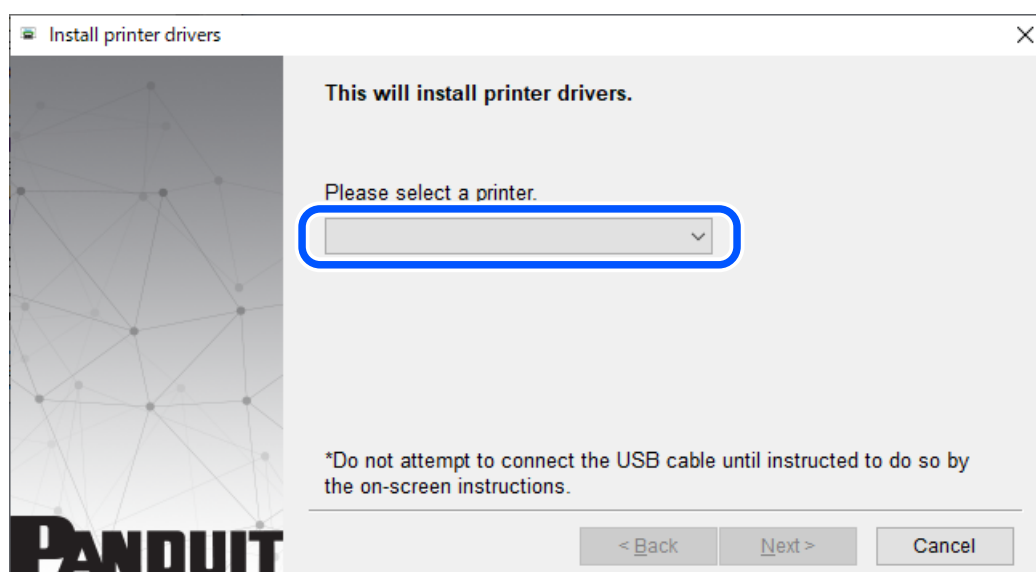 Install printer drivers
This will install printer drivers.
Please select a printer.
*Do not attempt to connect the USB cable until instructed to do so by
the on-screen instructions.
PANDUIT
< Back
Next >
Cancel